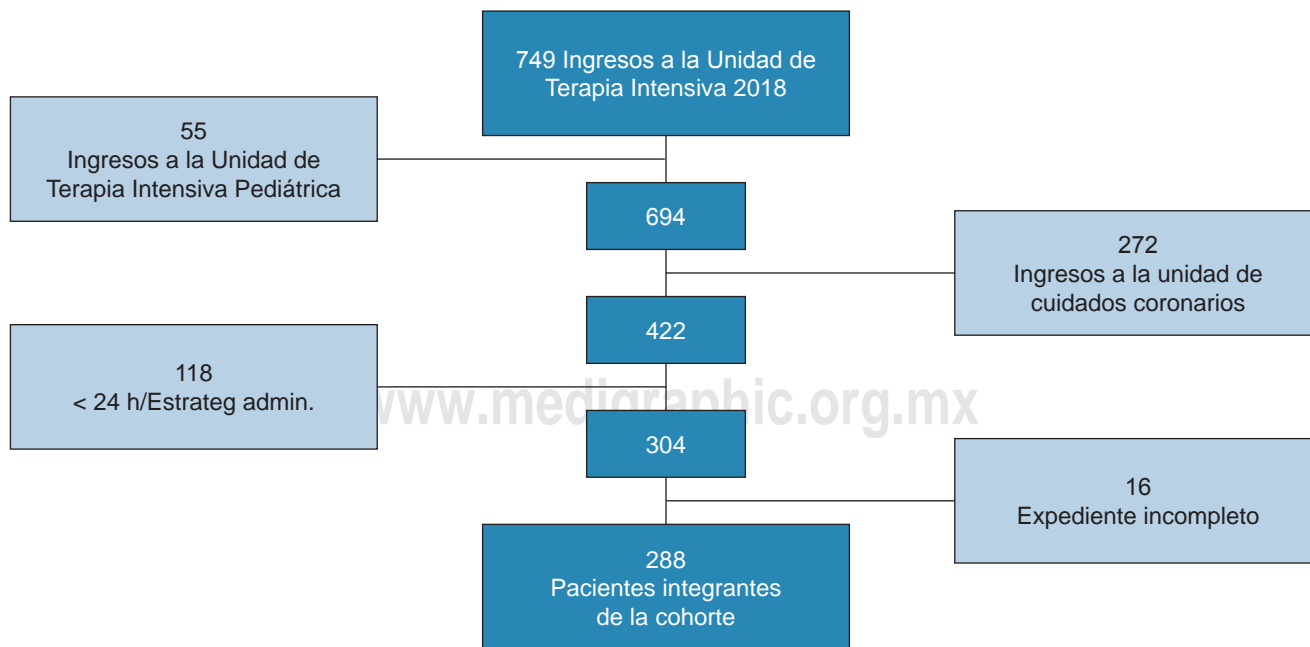 749 Ingresos a la Unidad de
Terapia Intensiva 2018
55
Ingresos a la Unidad de
Terapia Intensiva Pediátrica
694
272
Ingresos a la unidad de
cuidados coronarios
422
118
< 24 h/Estrateg admin.
www.medigraphic.org.mx
304
16
Expediente incompleto
288
Pacientes integrantes
de la cohorte